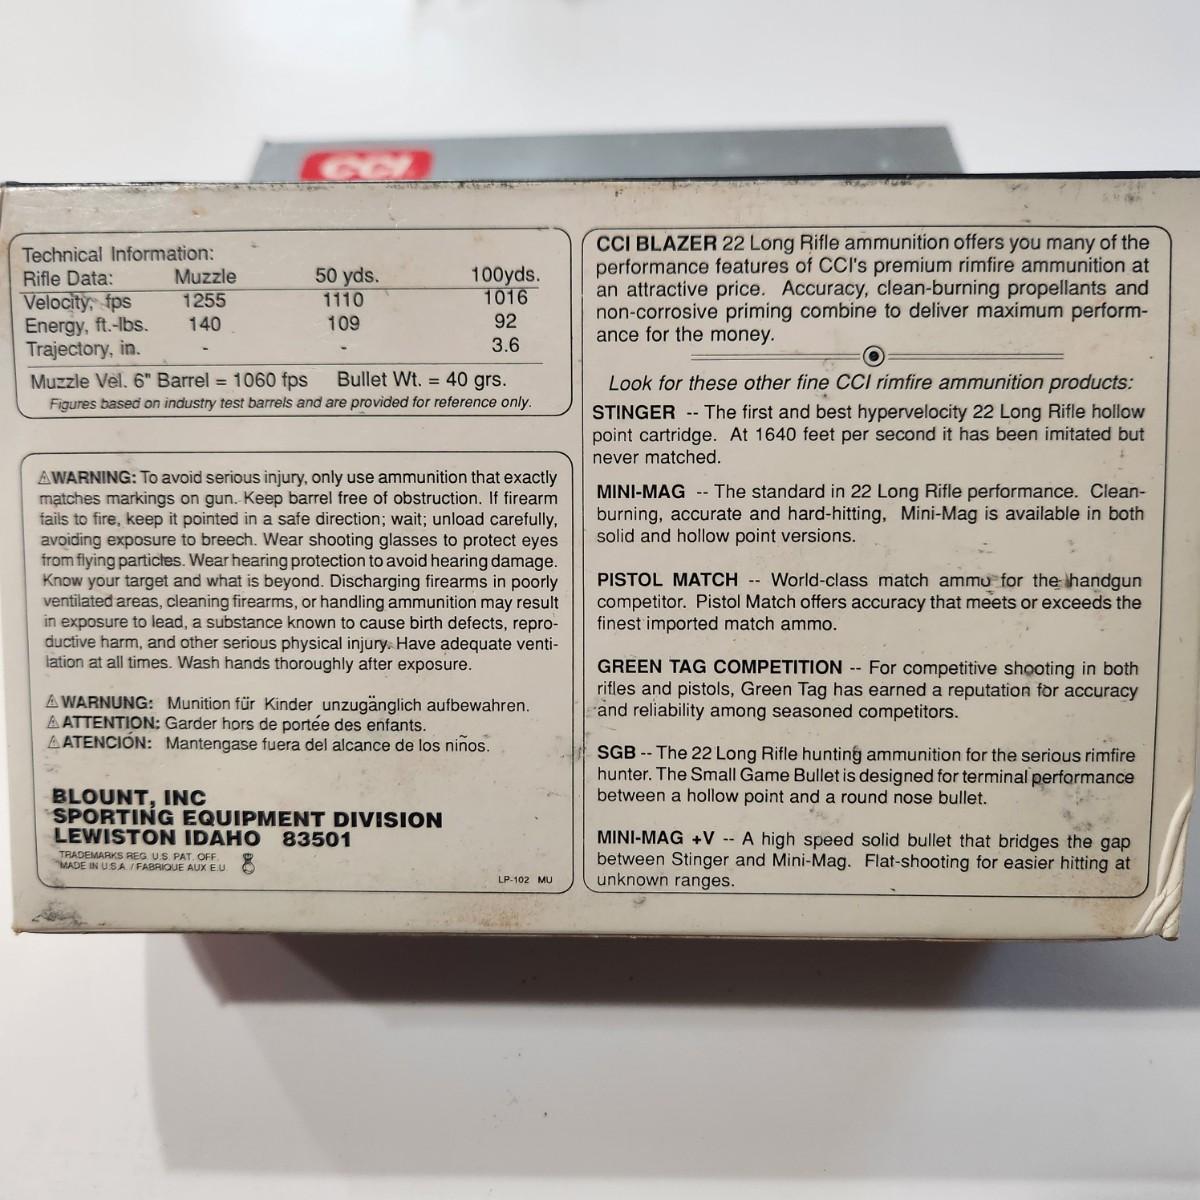 CCI
Technical Information:
Rifle Data: Muzzle 50 yds. 100yds.
Velocity, fps 1255 1110 1016
Energy, ft.-lbs. 140 109 92
Trajectory, in. - - 3.6
Muzzle Vel. 6" Barrel = 1060 fps Bullet Wt. = 40 grs.
Figures based on industry test barrels and are provided for reference only.
⚠WARNING: To avoid serious injury, only use ammunition that exactly
matches markings on gun. Keep barrel free of obstruction. If firearm
fails to fire, keep it pointed in a safe direction; wait; unload carefully,
avoiding exposure to breech. Wear shooting glasses to protect eyes
from flying particles. Wear hearing protection to avoid hearing damage.
Know your target and what is beyond. Discharging firearms in poorly
ventilated areas, cleaning firearms, or handling ammunition may result
in exposure to lead, a substance known to cause birth defects, repro-
ductive harm, and other serious physical injury. Have adequate venti-
lation at all times. Wash hands thoroughly after exposure.
⚠WARNUNG: Munition für Kinder unzugänglich aufbewahren.
⚠ATTENTION: Garder hors de portée des enfants.
⚠ATENCIÓN: Mantengase fuera del alcance de los niños.
BLOUNT, INC
SPORTING EQUIPMENT DIVISION
LEWISTON IDAHO 83501
TRADEMARKS REG. U.S. PAT. OFF.
MADE IN U.S.A. / FABRIQUE AUX E.U.
LP-102 MU
CCI BLAZER 22 Long Rifle ammunition offers you many of the
performance features of CCI's premium rimfire ammunition at
an attractive price. Accuracy, clean-burning propellants and
non-corrosive priming combine to deliver maximum perform-
ance for the money.
Look for these other fine CCI rimfire ammunition products:
STINGER -- The first and best hypervelocity 22 Long Rifle hollow
point cartridge. At 1640 feet per second it has been imitated but
never matched.
MINI-MAG -- The standard in 22 Long Rifle performance. Clean-
burning, accurate and hard-hitting, Mini-Mag is available in both
solid and hollow point versions.
PISTOL MATCH -- World-class match ammo for the handgun
competitor. Pistol Match offers accuracy that meets or exceeds the
finest imported match ammo.
GREEN TAG COMPETITION -- For competitive shooting in both
rifles and pistols, Green Tag has earned a reputation for accuracy
and reliability among seasoned competitors.
SGB -- The 22 Long Rifle hunting ammunition for the serious rimfire
hunter. The Small Game Bullet is designed for terminal performance
between a hollow point and a round nose bullet.
MINI-MAG +V -- A high speed solid bullet that bridges the gap
between Stinger and Mini-Mag. Flat-shooting for easier hitting at
unknown ranges.